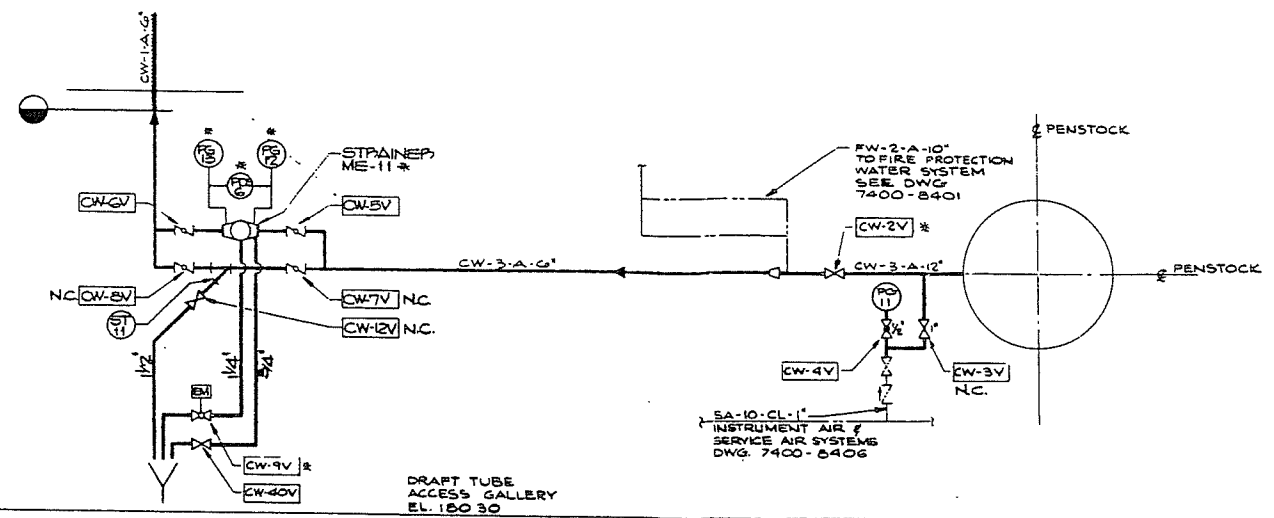 CW-1-A-6"
℄ PENSTOCK
* *
PG
13
PG
12
*
6
STRAINER
ME-11 *
FW-2-A-10"
TO FIRE PROTECTION
WATER SYSTEM
SEE DWG
7400-8401
CW-6V
CW-5V
CW-2V *
CW-3-A-6"
CW-3-A-12"
℄ PENSTOCK
N.C. CW-8V
CW-7V N.C.
PG
11
ST
11
CW-12V N.C.
1/2"
1"
1 1/2"
1 1/4"
3/4"
CW-4V
CW-3V
N.C.
SA-10-CL-1"
INSTRUMENT AIR &
SERVICE AIR SYSTEMS
DWG. 7400-8406
CW-9V *
CW-40V
DRAFT TUBE
ACCESS GALLERY
EL. 180 30